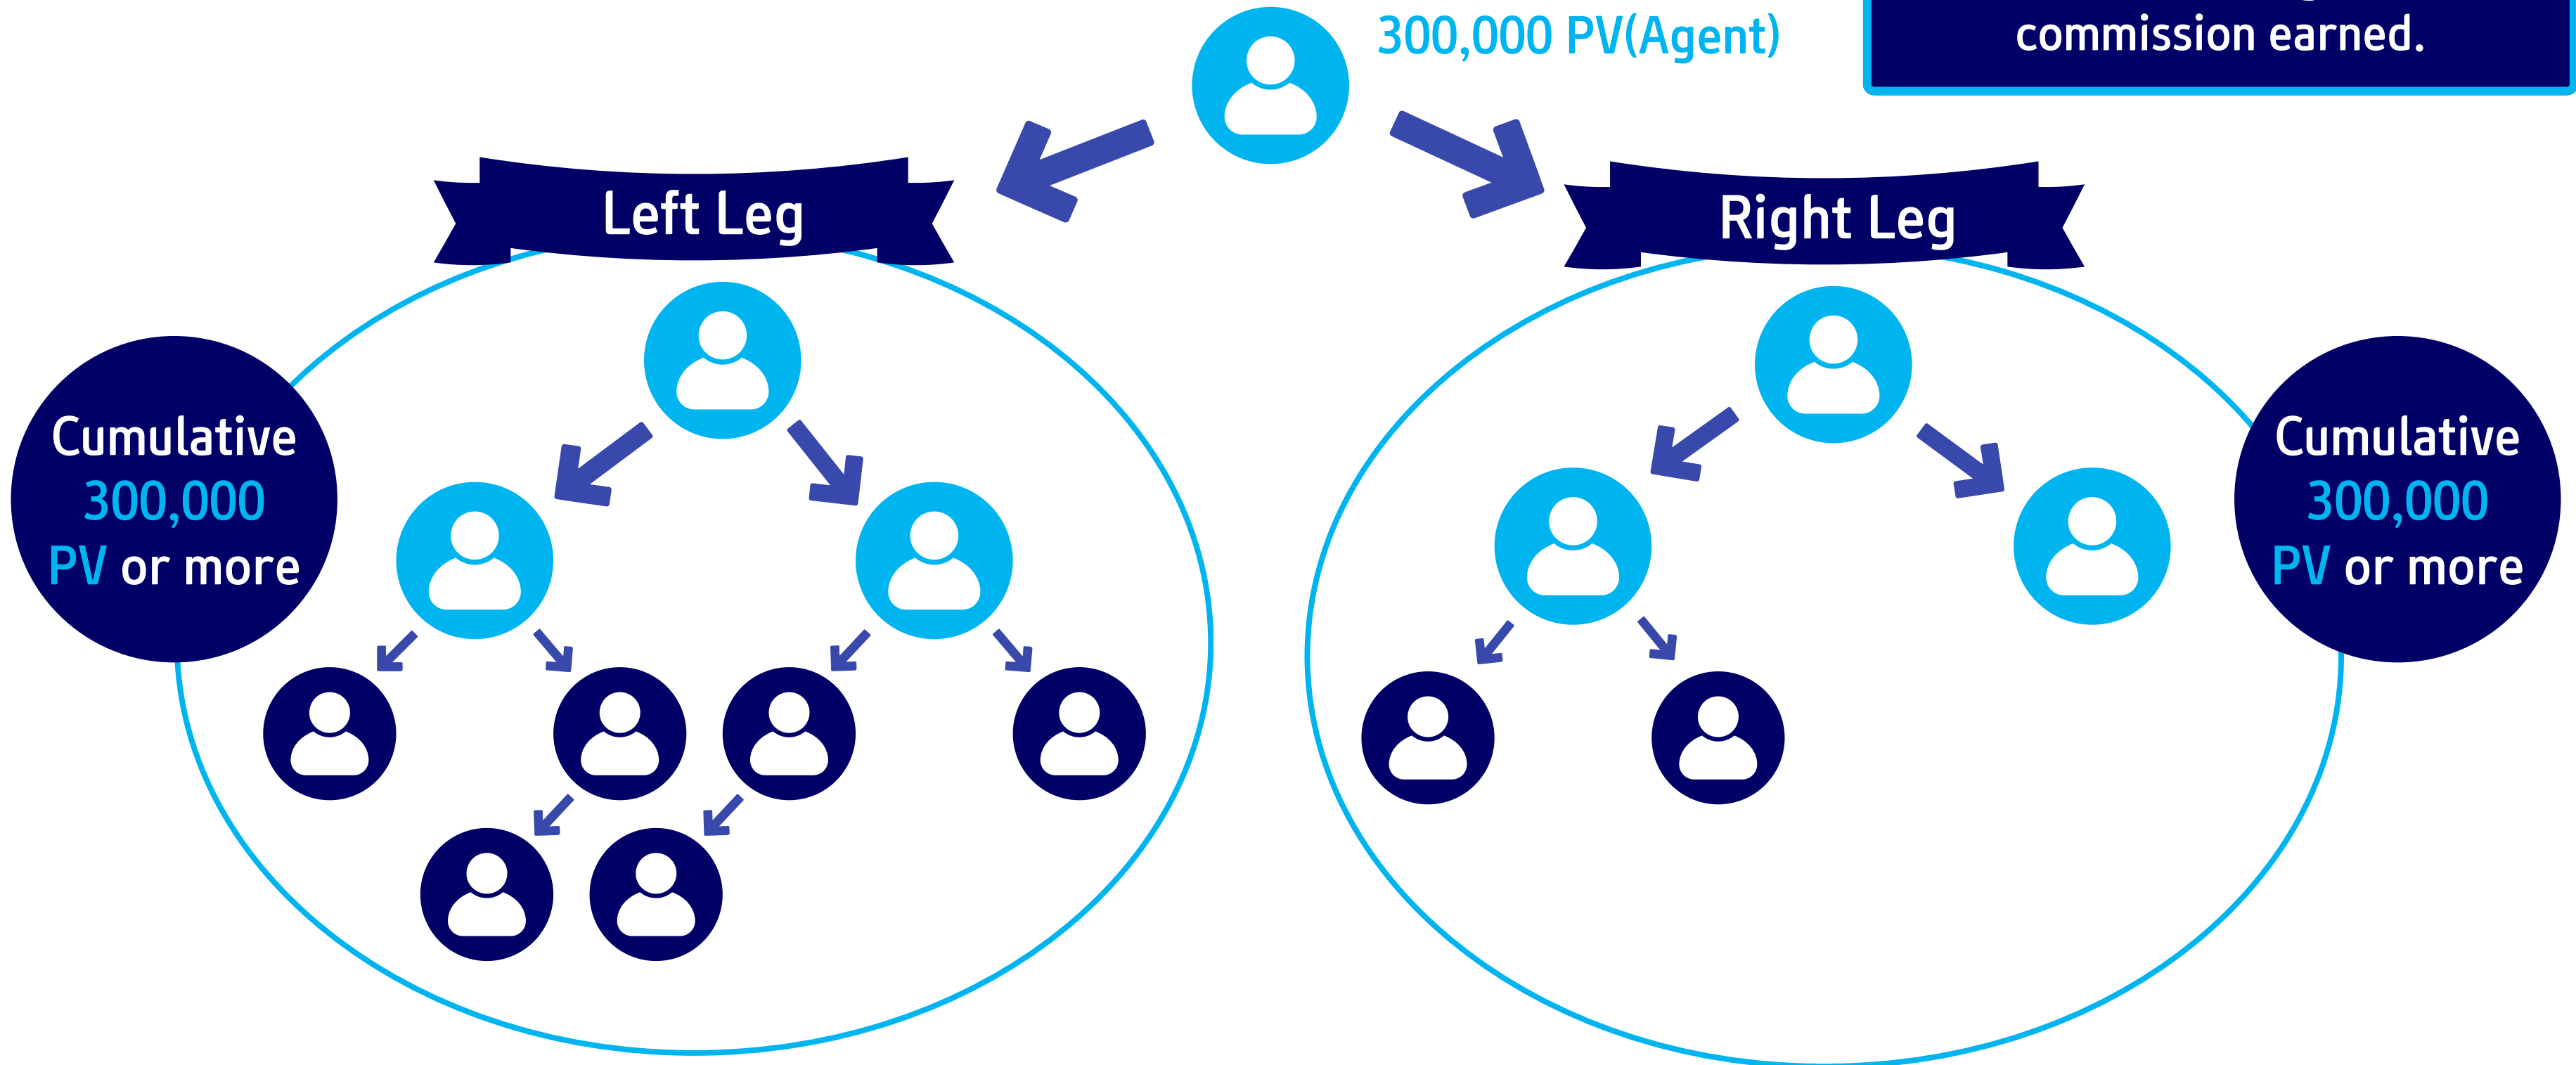 300,000 PV(Agent)
commission earned.
Left Leg
Right Leg
Cumulative
300,000
PV or more
Cumulative
300,000
PV or more